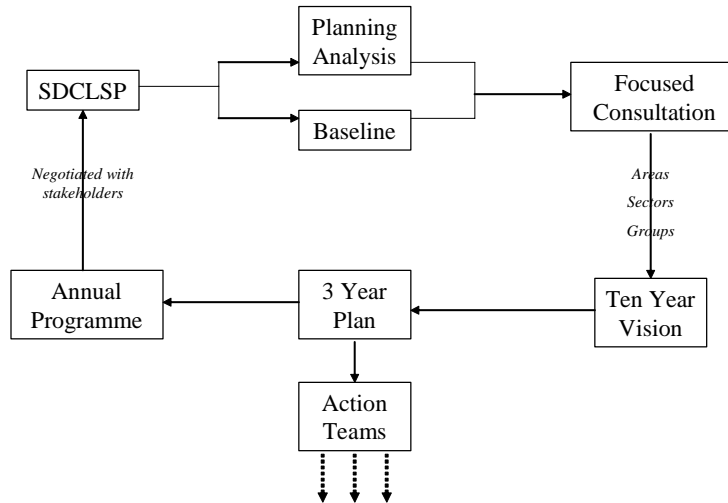 Planning
Analysis
SDCLSP
Baseline
Focused
Consultation
Negotiated with
stakeholders
Areas
Sectors
Groups
Annual
Programme
3 Year
Plan
Ten Year
Vision
Action
Teams